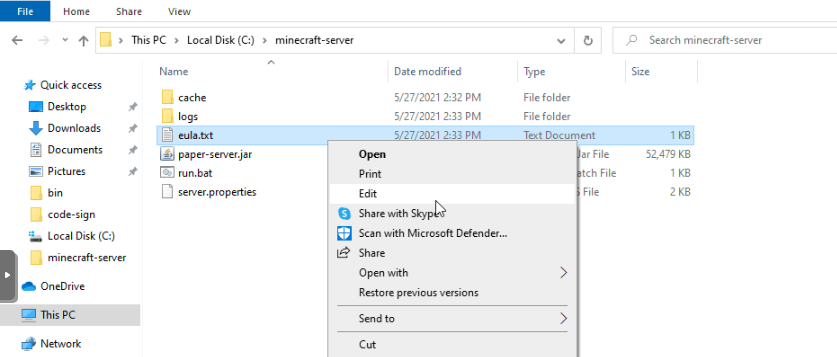 File Home Share View
This PC > Local Disk (C:) > minecraft-server
Search minecraft-server
Name Date modified Type Size
Quick access
Desktop
Downloads
Documents
Pictures
bin
code-sign
Local Disk (C:)
minecraft-server
OneDrive
This PC
Network
cache 5/27/2021 2:32 PM File folder
logs 5/27/2021 2:33 PM File folder
eula.txt 5/27/2021 2:33 PM Text Document 1 KB
paper-server.jar Jar File 52,479 KB
run.bat File 1 KB
server.properties File 2 KB
Open
Print
Edit
Share with Skype
Scan with Microsoft Defender...
Share
Open with
Restore previous versions
Send to
Cut